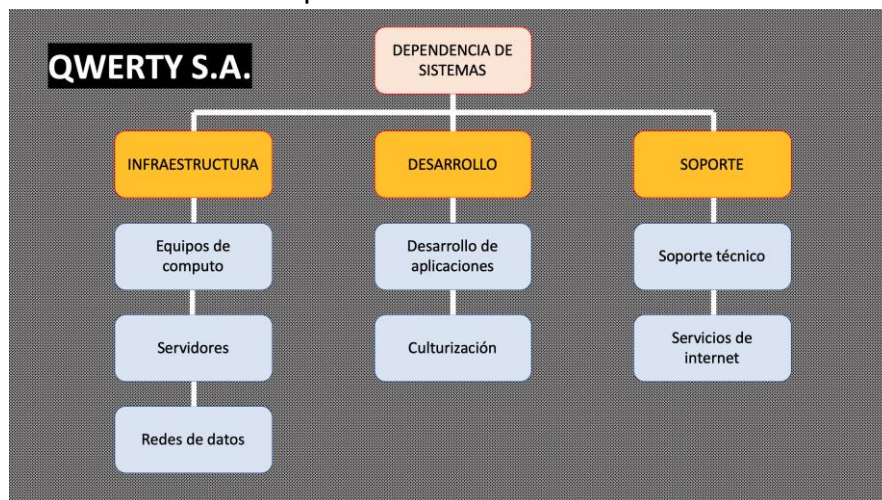 QWERTY S.A.
DEPENDENCIA DE
SISTEMAS
INFRAESTRUCTURA
DESARROLLO
SOPORTE
Equipos de
computo
Desarrollo de
aplicaciones
Soporte técnico
Servidores
Culturización
Servicios de
internet
Redes de datos